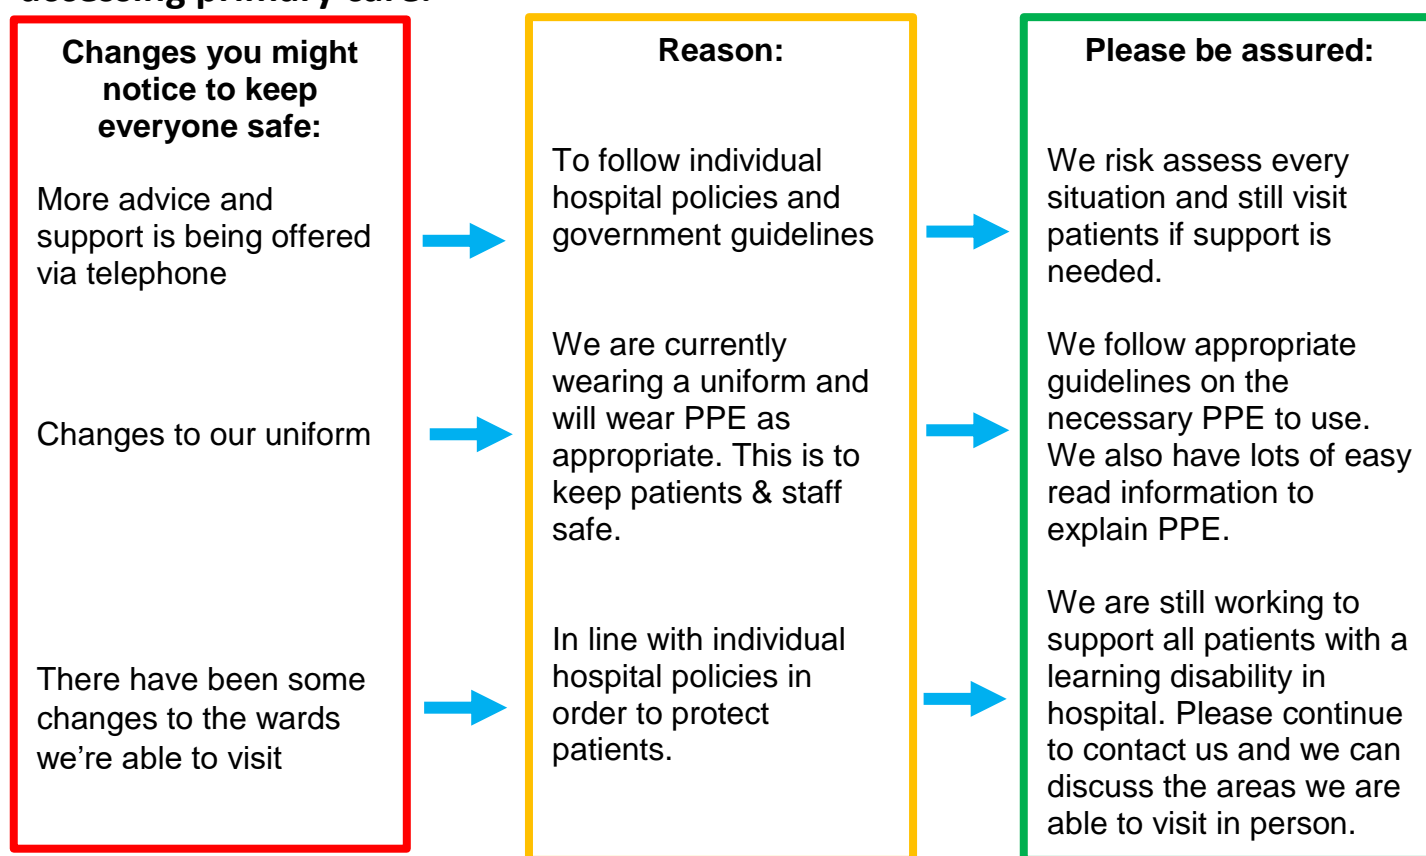 accessing primary care.
Changes you might
notice to keep
everyone safe:
More advice and
support is being offered
via telephone
Changes to our uniform
There have been some
changes to the wards
we’re able to visit
Reason:
To follow individual
hospital policies and
government guidelines
We are currently
wearing a uniform and
will wear PPE as
appropriate. This is to
keep patients & staff
safe.
In line with individual
hospital policies in
order to protect
patients.
Please be assured:
We risk assess every
situation and still visit
patients if support is
needed.
We follow appropriate
guidelines on the
necessary PPE to use.
We also have lots of easy
read information to
explain PPE.
We are still working to
support all patients with a
learning disability in
hospital. Please continue
to contact us and we can
discuss the areas we are
able to visit in person.